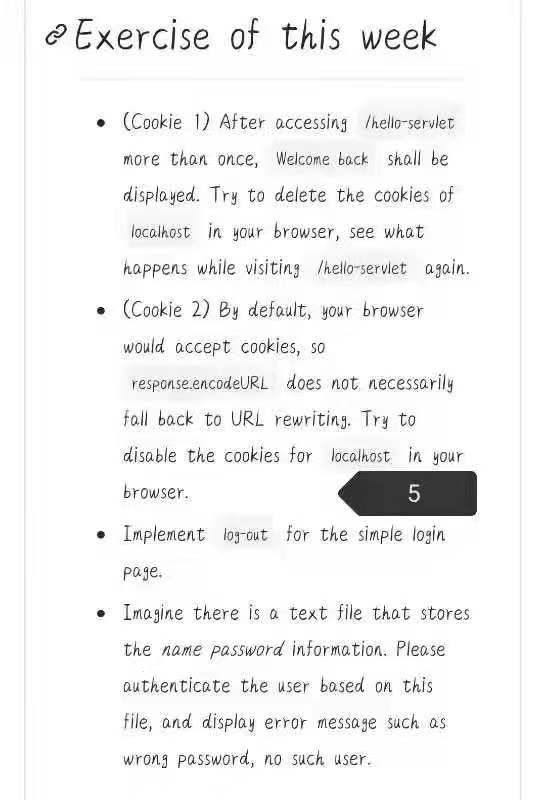 Exercise of this week
• (Cookie 1) After accessing /hello-servlet
more than once, Welcome back shall be
displayed. Try to delete the cookies of
localhost in your browser, see what
happens while visiting /hello-servlet again.
• (Cookie 2) By default, your browser
would accept cookies, so
response.encodeURL does not necessarily
fall back to URL rewriting. Try to
disable the cookies for localhost in your
browser.
5
• Implement log-out for the simple login
page.
• Imagine there is a text file that stores
the name password information. Please
authenticate the user based on this
file, and display error message such as
wrong password, no such user.